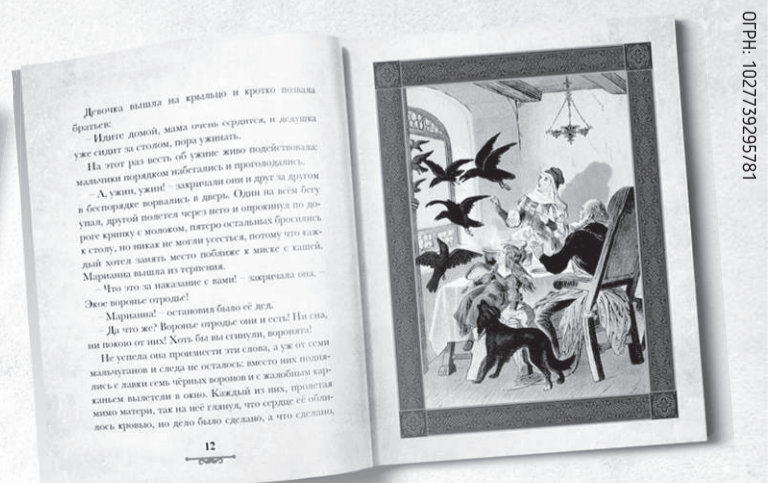 Девочка вышла на крыльцо и кротко позвала
братьев:
– Идите домой, мама очень сердится, и дедушка
уже сидит за столом, пора ужинать.
На этот раз весть об ужине живо подействовала:
мальчики порядком набегались и проголодались.
– А, ужин, ужин! – закричали они и друг за другом
в беспорядке ворвались в дверь. Один на всём бегу
упал, другой полетел через него и опрокинул по до-
роге кринку с молоком, пятеро остальных бросились
к столу, но никак не могли усесться, потому что каж-
дый хотел занять место поближе к миске с кашей.
Марианна вышла из терпения.
– Что это за наказание с вами! – закричала она. –
Экое воронье отродье!
– Марианна! – остановил было её дед.
– Да что же? Воронье отродье они и есть! Ни сна,
ни покою от них! Хоть бы вы сгинули, воронята!
Не успела она произнести эти слова, а уж от семи
мальчуганов и следа не осталось: вместо них подня-
лись с лавки семь чёрных воронов и с жалобным кар-
каньем вылетели в окно. Каждый из них, пролетая
мимо матери, так на неё глянул, что сердце её обли-
лось кровью, но дело было сделано, а что сделано,
12
ОГРН: 1027739295781